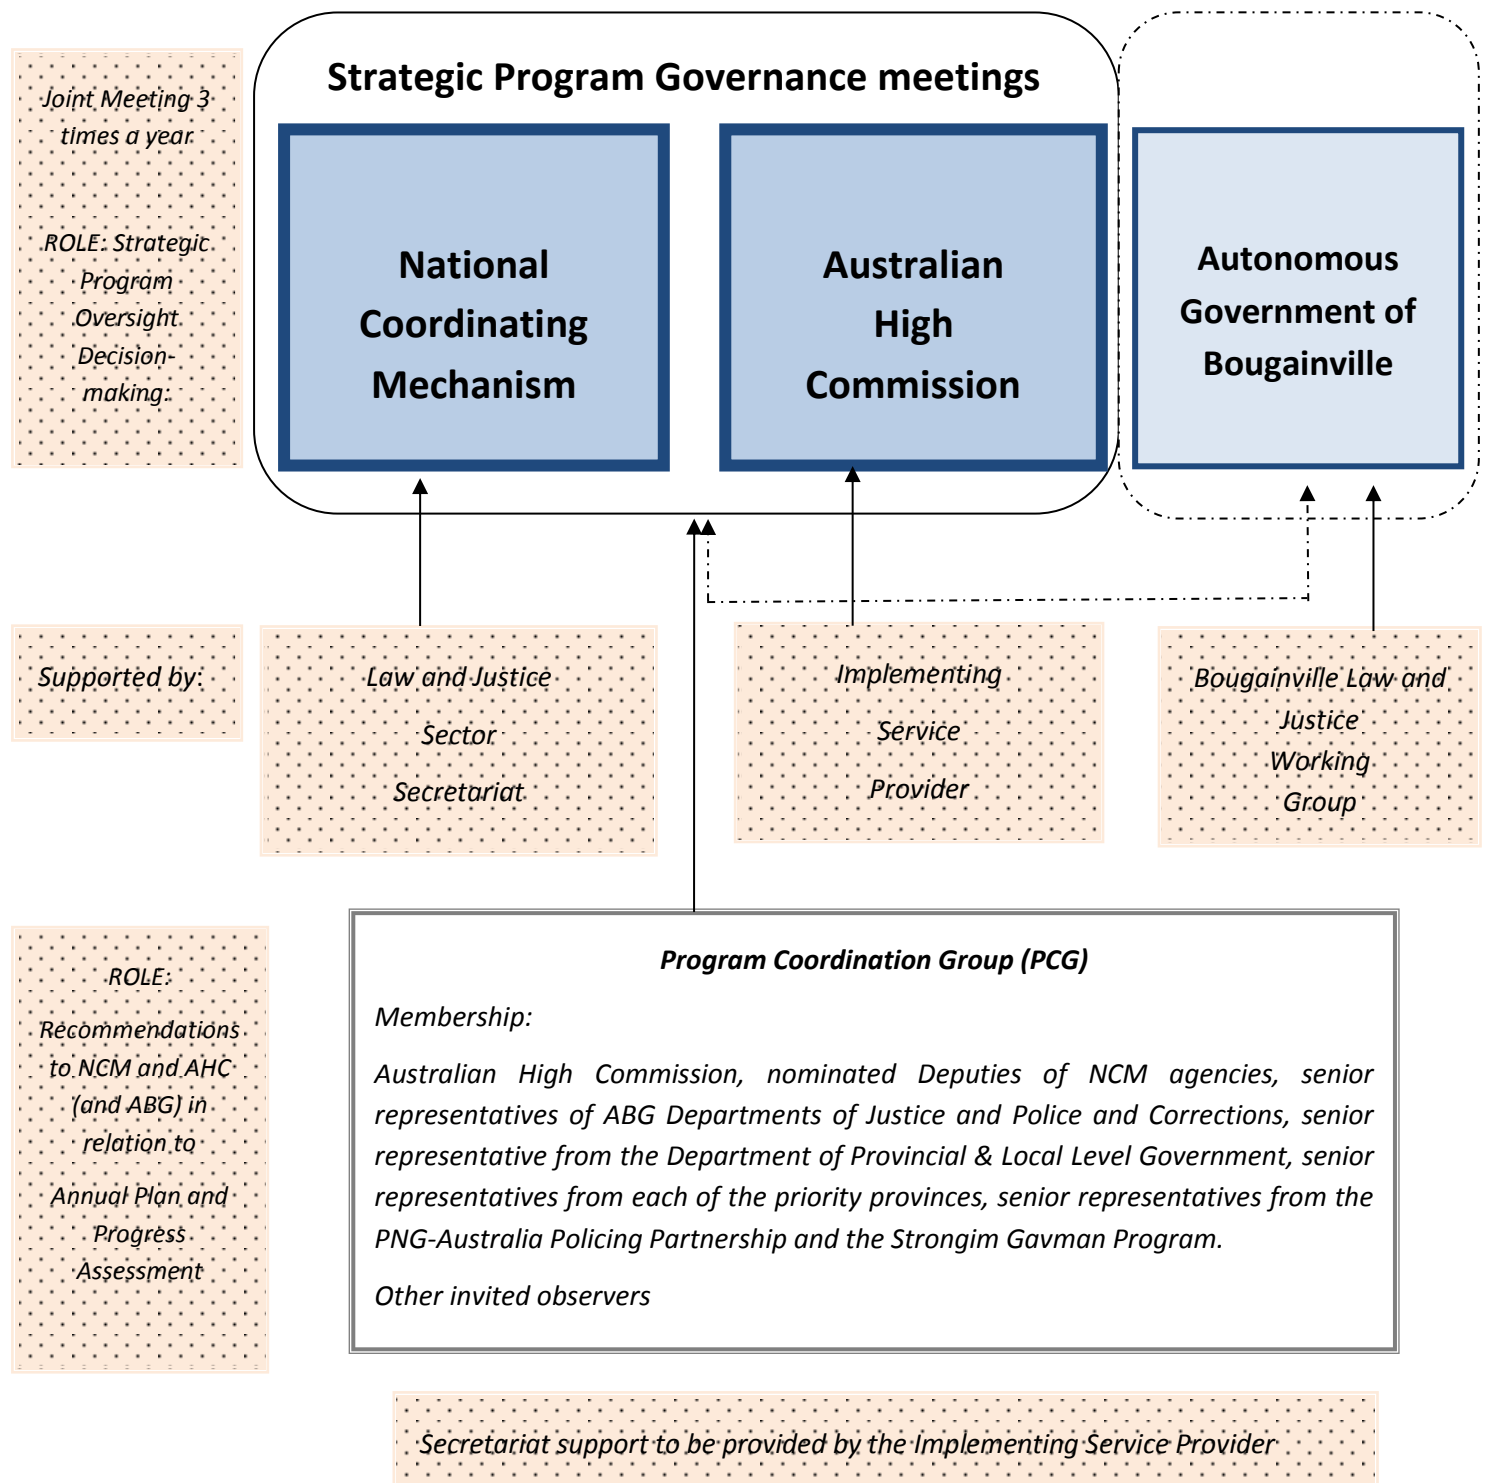 Strategic Program Governance meetings
Joint Meeting 3
times a year
ROLE: Strategic
Program
Oversight
Decision-
making:
National
Coordinating
Mechanism
Australian
High
Commission
Autonomous
Government of
Bougainville
Supported by:
Law and Justice
Sector
Secretariat
Implementing
Service
Provider
Bougainville Law and
Justice
Working
Group
ROLE:
Recommendations
to NCM and AHC
(and ABG) in
relation to
Annual Plan and
Progress
Assessment
Program Coordination Group (PCG)
Membership:
Australian High Commission, nominated Deputies of NCM agencies, senior
representatives of ABG Departments of Justice and Police and Corrections, senior
representative from the Department of Provincial & Local Level Government, senior
representatives from each of the priority provinces, senior representatives from the
PNG-Australia Policing Partnership and the Strongim Gavman Program.
Other invited observers
Secretariat support to be provided by the Implementing Service Provider